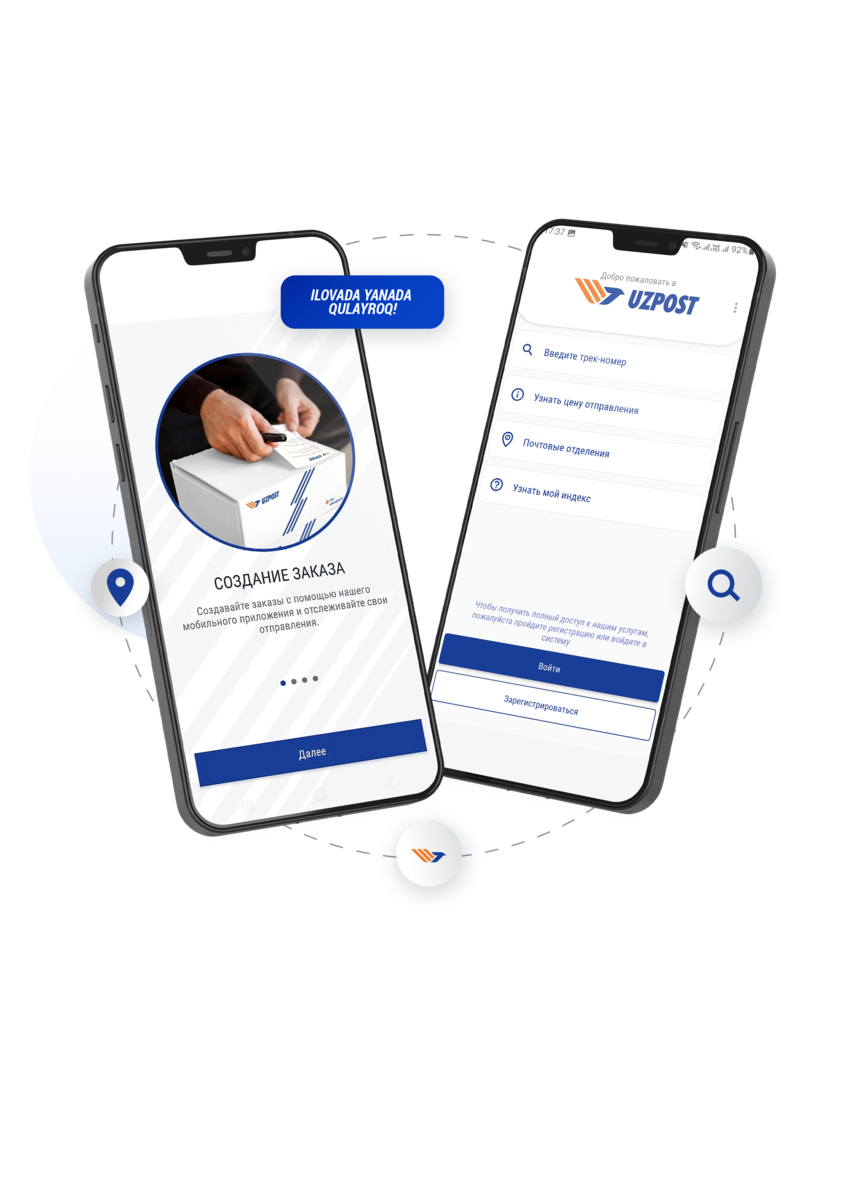 ILOVADA YANADA
QULAYROQ!
UZPOST
СОЗДАНИЕ ЗАКАЗА
Создавайте заказы с помощью нашего
мобильного приложения и отслеживайте свои
отправления.
Далее
17:37
92%
Добро пожаловать в
UZPOST
Введите трек-номер
Узнать цену отправления
Почтовые отделения
Узнать мой индекс
Чтобы получить полный доступ к нашим услугам,
пожалуйста пройдите регистрацию или войдите в
систему
Войти
Зарегистрироваться